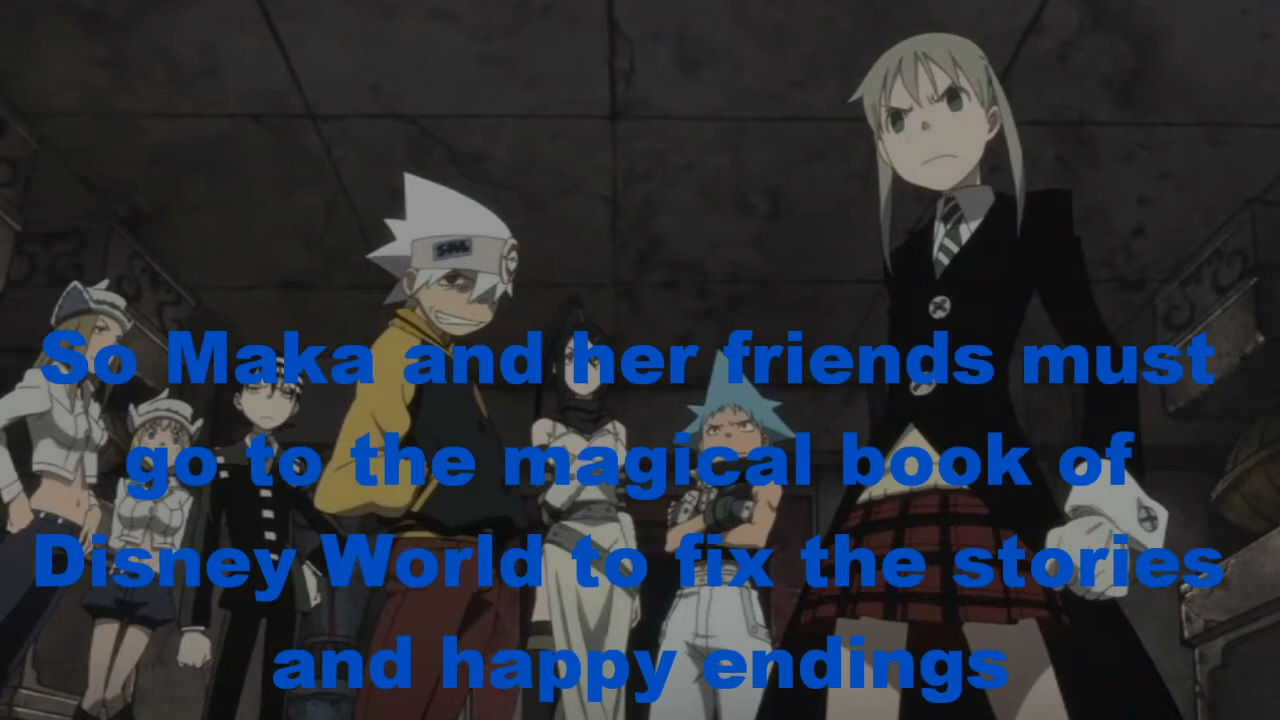 SOUL
So Maka and her friends must
go to the magical book of
Disney World to fix the stories
and happy endings